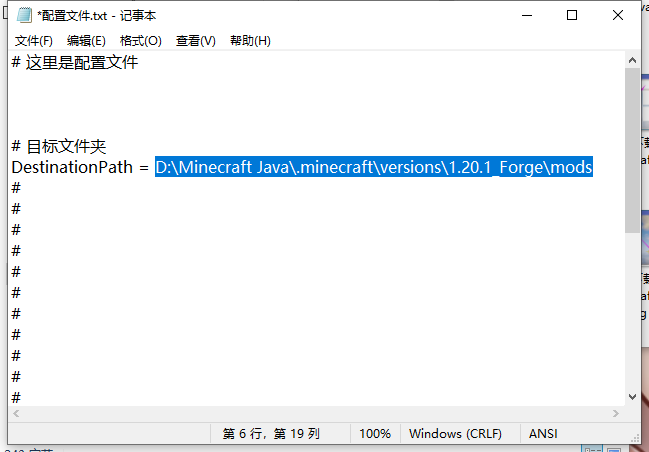 *配置文件.txt - 记事本
文件(F) 编辑(E) 格式(O) 查看(V) 帮助(H)
# 这里是配置文件
# 目标文件夹
DestinationPath = D:\Minecraft Java\.minecraft\versions\1.20.1_Forge\mods
#
#
#
#
#
#
#
#
#
#
#
第 6 行，第 19 列 100% Windows (CRLF) ANSI